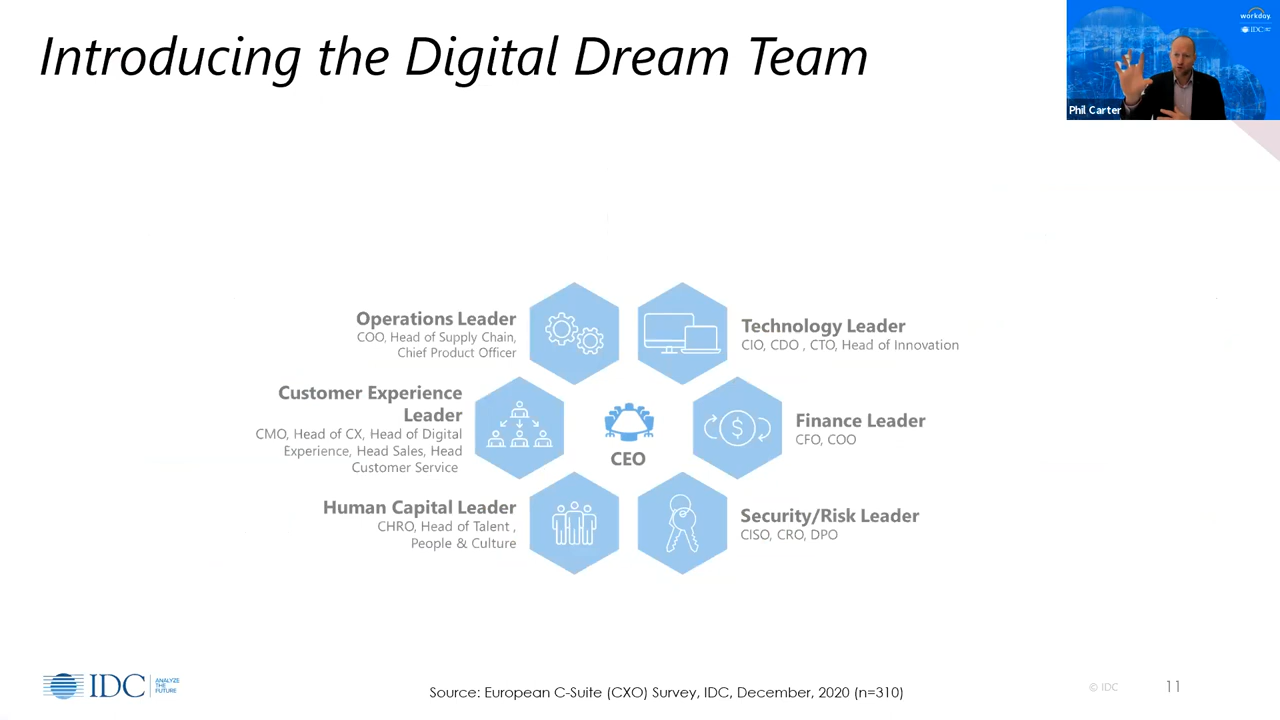 Introducing the Digital Dream Team
workday.
IDC
Phil Carter
Operations Leader
COO, Head of Supply Chain,
Chief Product Officer
Technology Leader
CIO, CDO , CTO, Head of Innovation
Customer Experience
Leader
CMO, Head of CX, Head of Digital
Experience, Head Sales, Head
Customer Service
$
CEO
Finance Leader
CFO, COO
Human Capital Leader
CHRO, Head of Talent ,
People & Culture
Security/Risk Leader
CISO, CRO, DPO
IDC
ANALYZE
THE
FUTURE
Source: European C-Suite (CXO) Survey, IDC, December, 2020 (n=310)
© IDC
11